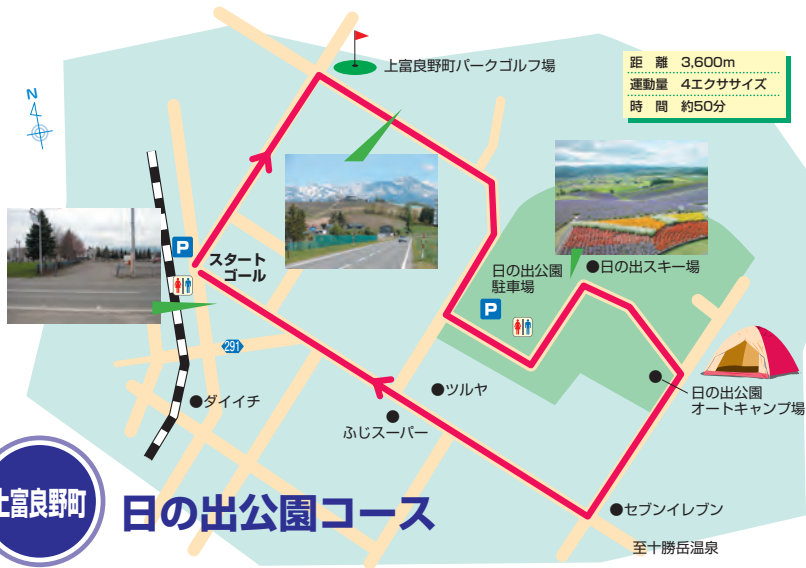 上富良野町パークゴルフ場
距 離 3,600m
運動量 4エクササイズ
時 間 約50分
N
P
スタート
ゴール
日の出公園
駐車場
P
●日の出スキー場
291
●ツルヤ
●ダイイチ
ふじスーパー
日の出公園
オートキャンプ場
●セブンイレブン
至十勝岳温泉
上富良野町
日の出公園コース